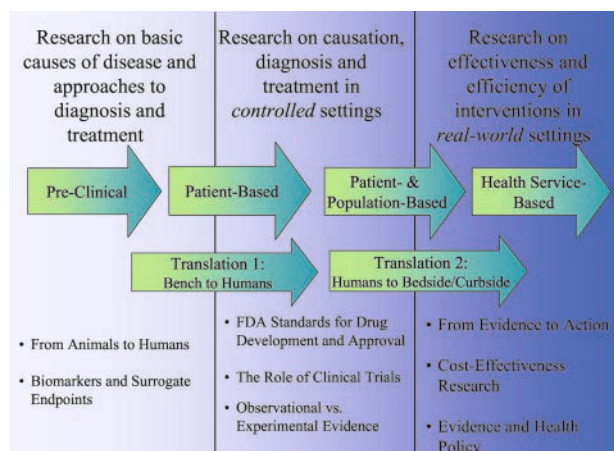 Research on basic
causes of disease and
approaches to
diagnosis and
treatment
Research on causation,
diagnosis and
treatment in
controlled settings
Research on
effectiveness and
efficiency of
interventions in
real-world settings
Pre-Clinical
Patient-Based
Patient- &
Population-Based
Health Service-
Based
Translation 1:
Bench to Humans
Translation 2:
Humans to Bedside/Curbside
• From Animals to Humans
• Biomarkers and Surrogate
Endpoints
• FDA Standards for Drug
Development and Approval
• The Role of Clinical Trials
• Observational vs.
Experimental Evidence
• From Evidence to Action
• Cost-Effectiveness
Research
• Evidence and Health
Policy